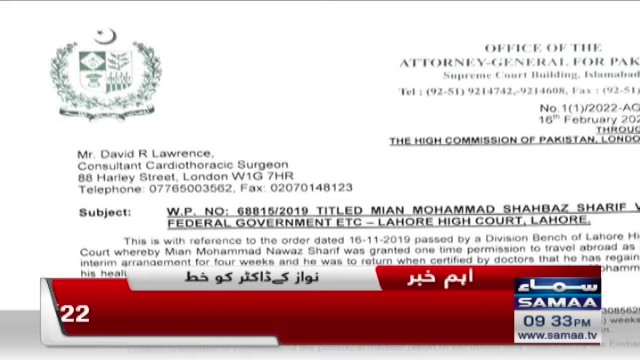 OFFICE OF THE
ATTORNEY-GENERAL FOR PAK
Supreme Court Building, Islamabad
Tel : (92-51) 9214742,-9214608, Fax : (92-51)
No.1(1)/2022-AG
16th February 202
THROUG
THE HIGH COMMISSION OF PAKISTAN, LONDO
Mr. David R Lawrence,
Consultant Cardiothoracic Surgeon
88 Harley Street, London W1G 7HR
Telephone: 07765003562, Fax: 02070148123
Subject: W.P. NO: 68815/2019 TITLED MIAN MOHAMMAD SHAHBAZ SHARIF V
FEDERAL GOVERNMENT ETC – LAHORE HIGH COURT, LAHORE.
This is with reference to the order dated 16-11-2019 passed by a Division Bench of Lahore Hig
Court whereby Mian Mohammad Nawaz Sharif was granted one time permission to travel abroad as
interim arrangement for four weeks and he was to return when certified by doctors that he has regain
his heal
اہم خبر
نواز کے ڈاکٹر کو خط
22
سماء
SAMAA
09:33PM
www.samaa.tv